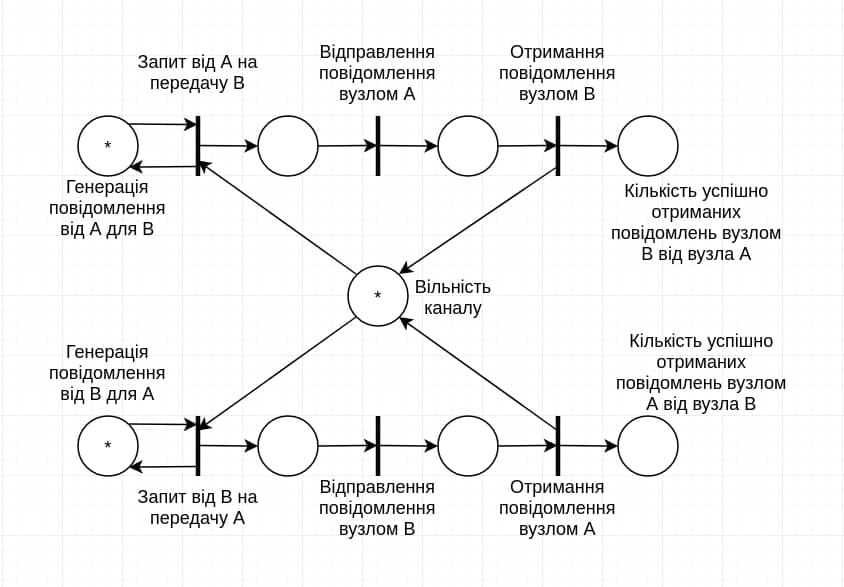 Запит від А на
передачу В
Відправлення
повідомлення
вузлом А
Отримання
повідомлення
вузлом В
*
Генерація
повідомлення
від А для В
Кількість успішно
отриманих
повідомлень вузлом
В від вузла А
*
Вільність
каналу
Генерація
повідомлення
від В для А
Кількість успішно
отриманих
повідомлень вузлом
А від вузла В
*
Запит від В на
передачу А
Відправлення
повідомлення
вузлом В
Отримання
повідомлення
вузлом А